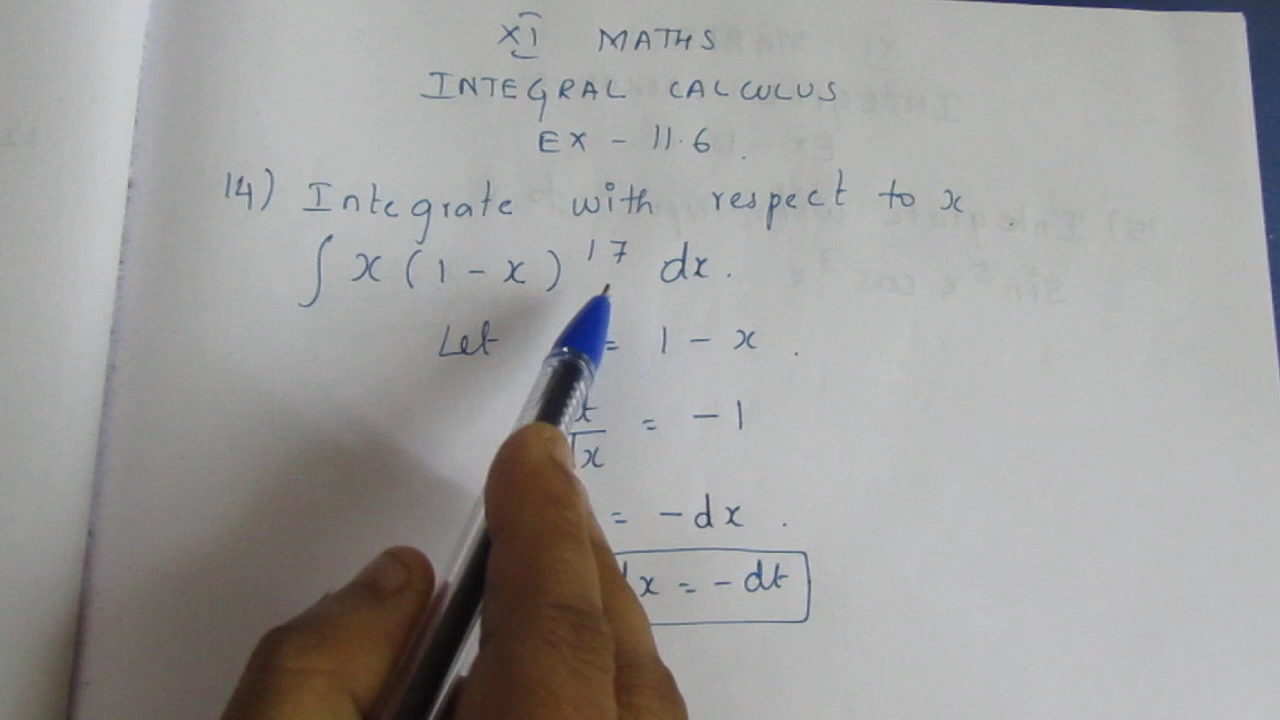 XI MATHS
INTEGRAL CALCULUS
EX - 11.6.
14) Integrate with respect to x
∫ x (1 - x)¹⁷ dx.
Let = 1 - x.
= -1
= -dx.
dx = -dt